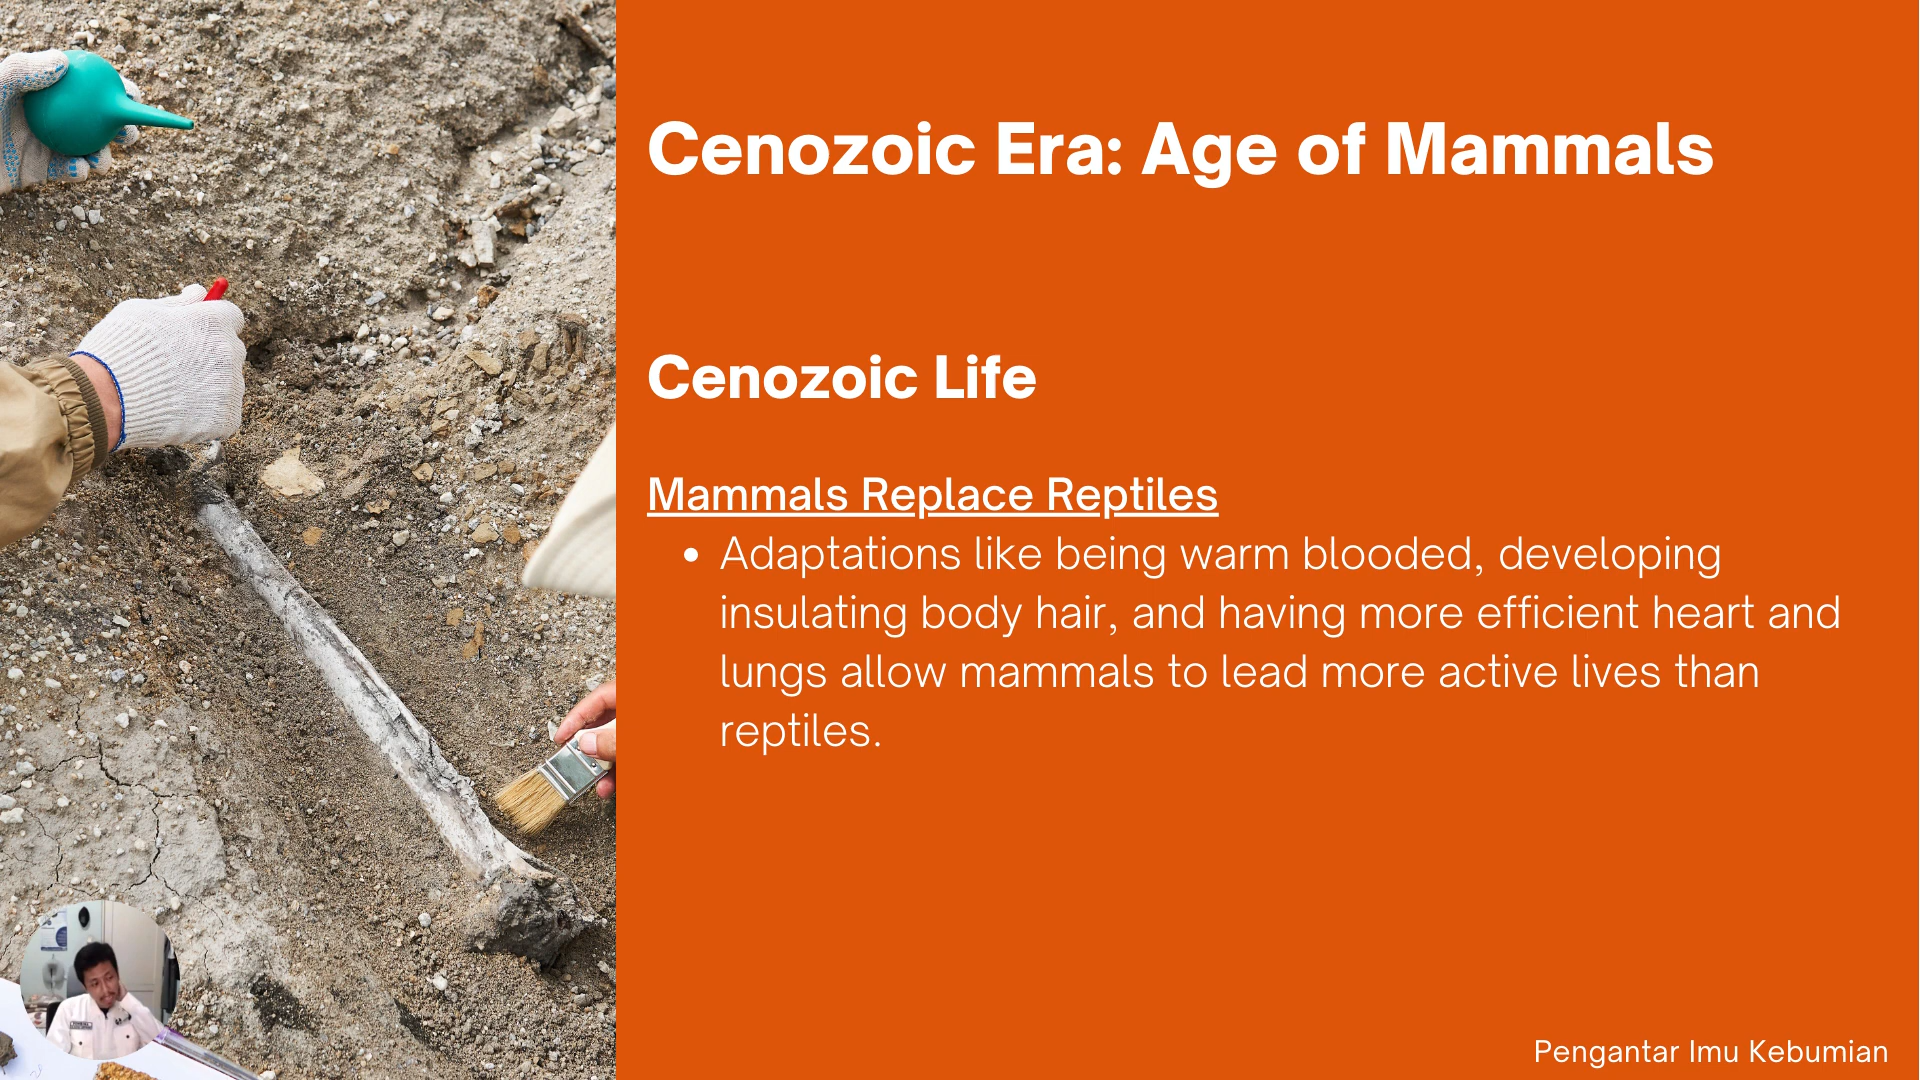 Cenozoic Era: Age of Mammals
Cenozoic Life
Mammals Replace Reptiles
• Adaptations like being warm blooded, developing
insulating body hair, and having more efficient heart and
lungs allow mammals to lead more active lives than
reptiles.
Pengantar Imu Kebumian